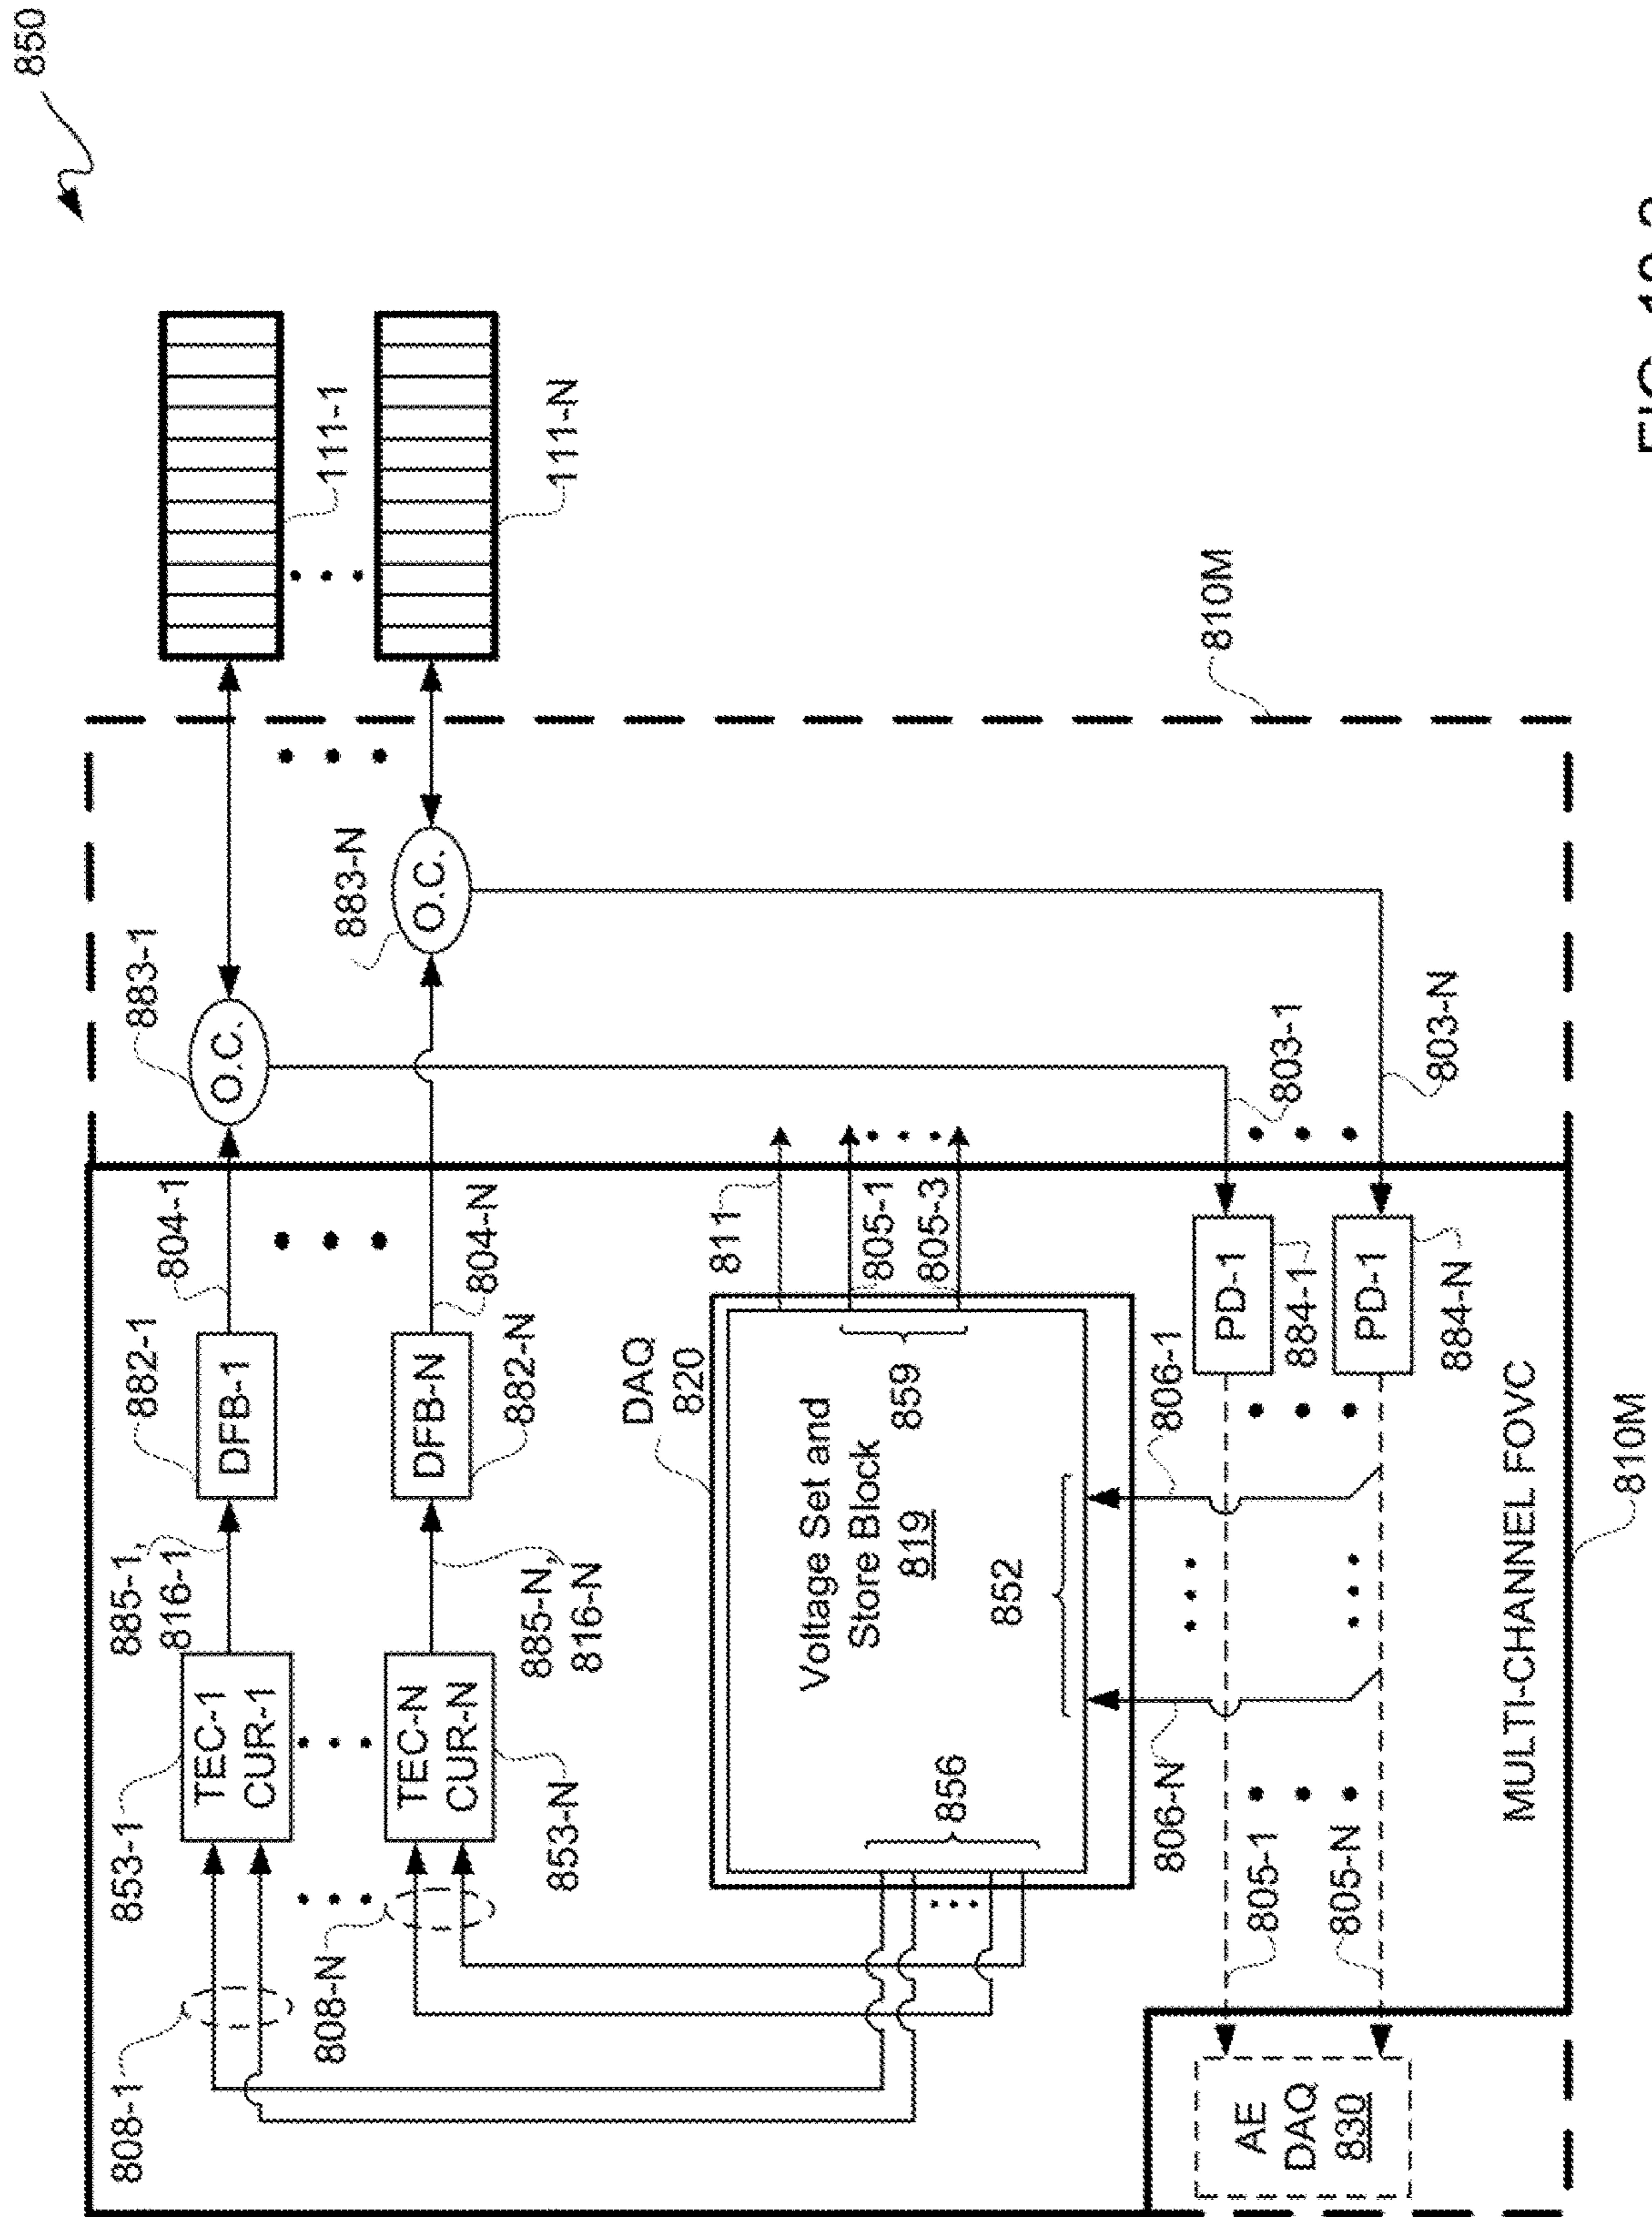 850
808-1
853-1
885-1,
816-1
882-1
804-1
883-1
TEC-1
CUR-1
DFB-1
O.C.
111-1
808-N
TEC-N
CUR-N
DFB-N
O.C.
883-N
111-N
853-N
885-N,
816-N
882-N
804-N
DAQ
820
811
Voltage Set and
Store Block
819
856
852
859
805-1
805-3
806-N
806-1
810M
AE
DAQ
830
805-1
805-N
PD-1
884-1
PD-1
884-N
803-1
803-N
MULTI-CHANNEL FOVC
810M